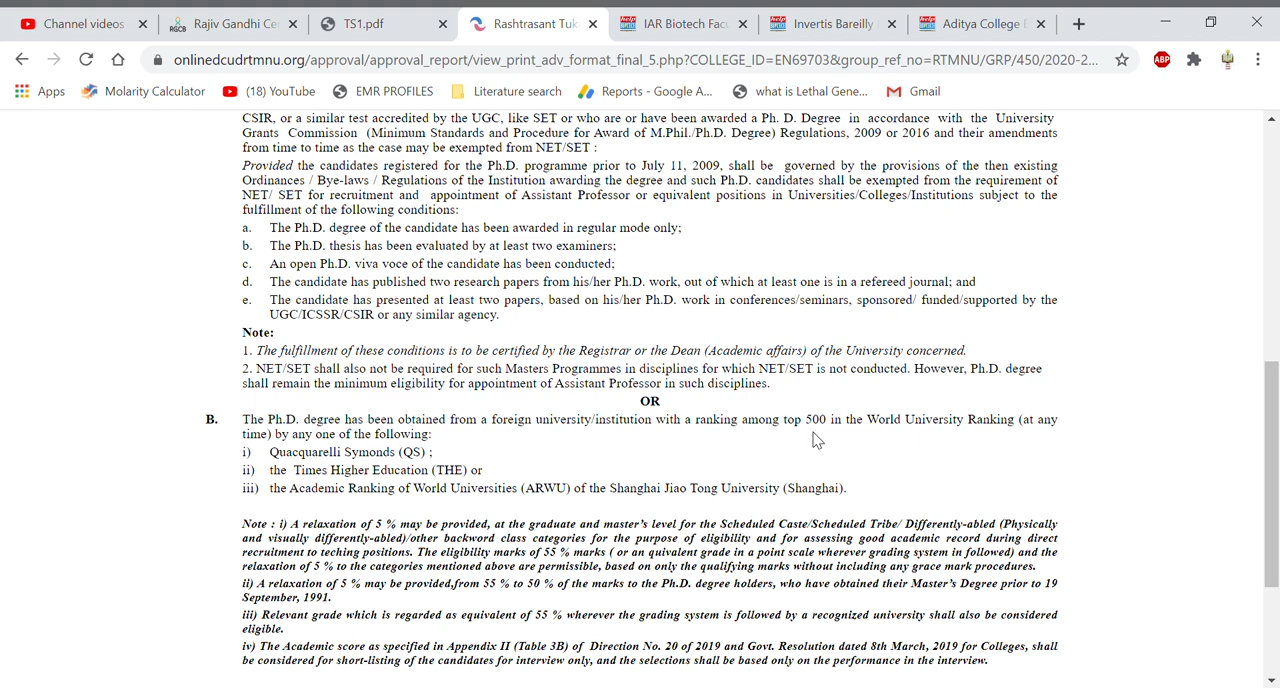 Channel videos
Rajiv Gandhi Ce
TS1.pdf
Rashtrasant Tuk
IAR Biotech Facu
Invertis Bareilly
Aditya College
onlinedcudrtmnu.org/approval/approval_report/view_print_adv_format_final_5.php?COLLEGE_ID=EN69703&group_ref_no=RTMNU/GRP/450/2020-2...
ABP
Apps
Molarity Calculator
(18) YouTube
EMR PROFILES
Literature search
Reports - Google A...
what is Lethal Gene...
Gmail
CSIR, or a similar test accredited by the UGC, like SET or who are or have been awarded a Ph. D. Degree in accordance with the University
Grants Commission (Minimum Standards and Procedure for Award of M.Phil./Ph.D. Degree) Regulations, 2009 or 2016 and their amendments
from time to time as the case may be exempted from NET/SET :
Provided the candidates registered for the Ph.D. programme prior to July 11, 2009, shall be governed by the provisions of the then existing
Ordinances / Bye-laws / Regulations of the Institution awarding the degree and such Ph.D. candidates shall be exempted from the requirement of
NET/ SET for recruitment and appointment of Assistant Professor or equivalent positions in Universities/Colleges/Institutions subject to the
fulfillment of the following conditions:
a. The Ph.D. degree of the candidate has been awarded in regular mode only;
b. The Ph.D. thesis has been evaluated by at least two examiners;
c. An open Ph.D. viva voce of the candidate has been conducted;
d. The candidate has published two research papers from his/her Ph.D. work, out of which at least one is in a refereed journal; and
e. The candidate has presented at least two papers, based on his/her Ph.D. work in conferences/seminars, sponsored/ funded/supported by the
UGC/ICSSR/CSIR or any similar agency.
Note:
1. The fulfillment of these conditions is to be certified by the Registrar or the Dean (Academic affairs) of the University concerned.
2. NET/SET shall also not be required for such Masters Programmes in disciplines for which NET/SET is not conducted. However, Ph.D. degree
shall remain the minimum eligibility for appointment of Assistant Professor in such disciplines.
OR
B. The Ph.D. degree has been obtained from a foreign university/institution with a ranking among top 500 in the World University Ranking (at any
time) by any one of the following:
i) Quacquarelli Symonds (QS) ;
ii) the Times Higher Education (THE) or
iii) the Academic Ranking of World Universities (ARWU) of the Shanghai Jiao Tong University (Shanghai).
Note : i) A relaxation of 5 % may be provided, at the graduate and master's level for the Scheduled Caste/Scheduled Tribe/ Differently-abled (Physically
and visually differently-abled)/other backword class categories for the purpose of eligibility and for assessing good academic record during direct
recruitment to teching positions. The eligibility marks of 55 % marks ( or an quivalent grade in a point scale wherever grading system in followed) and the
relaxation of 5 % to the categories mentioned above are permissible, based on only the qualifying marks without including any grace mark procedures.
ii) A relaxation of 5 % may be provided,from 55 % to 50 % of the marks to the Ph.D. degree holders, who have obtained their Master's Degree prior to 19
September, 1991.
iii) Relevant grade which is regarded as equivalent of 55 % wherever the grading system is followed by a recognized university shall also be considered
eligible.
iv) The Academic score as specified in Appendix II (Table 3B) of Direction No. 20 of 2019 and Govt. Resolution dated 8th March, 2019 for Colleges, shall
be considered for short-listing of the candidates for interview only, and the selections shall be based only on the performance in the interview.